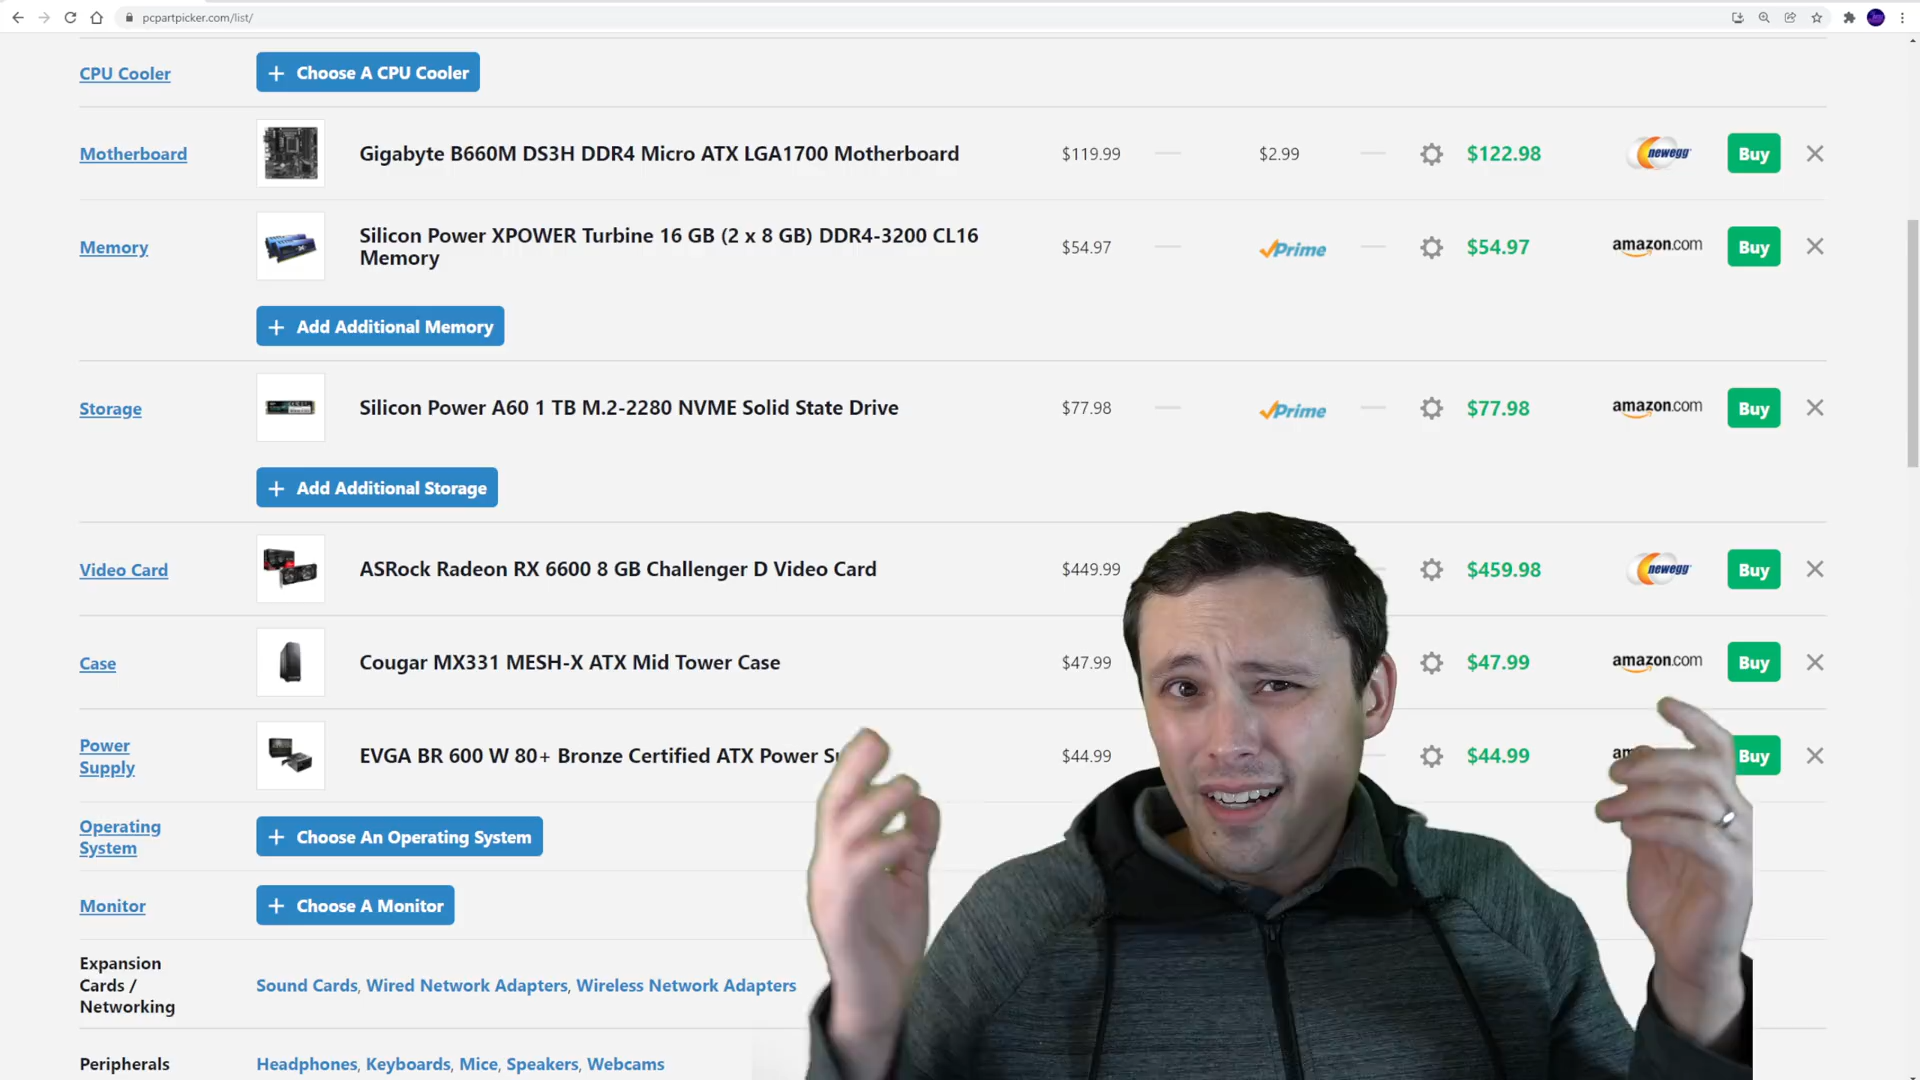 pcpartpicker.com/list/
CPU Cooler
+ Choose A CPU Cooler
Motherboard
Gigabyte B660M DS3H DDR4 Micro ATX LGA1700 Motherboard
$119.99 — $2.99 — $122.98 newegg Buy
Memory
Silicon Power XPOWER Turbine 16 GB (2 x 8 GB) DDR4-3200 CL16
Memory
$54.97 — Prime — $54.97 amazon.com Buy
+ Add Additional Memory
Storage
Silicon Power A60 1 TB M.2-2280 NVME Solid State Drive
$77.98 — Prime — $77.98 amazon.com Buy
+ Add Additional Storage
Video Card
ASRock Radeon RX 6600 8 GB Challenger D Video Card
$449.99 $459.98 newegg Buy
Case
Cougar MX331 MESH-X ATX Mid Tower Case
$47.99 $47.99 amazon.com Buy
Power
Supply
EVGA BR 600 W 80+ Bronze Certified ATX Power
$44.99 $44.99 Buy
Operating
System
+ Choose An Operating System
Monitor
+ Choose A Monitor
Expansion
Cards /
Networking
Sound Cards, Wired Network Adapters, Wireless Network Adapters
Peripherals
Headphones, Keyboards, Mice, Speakers, Webcams